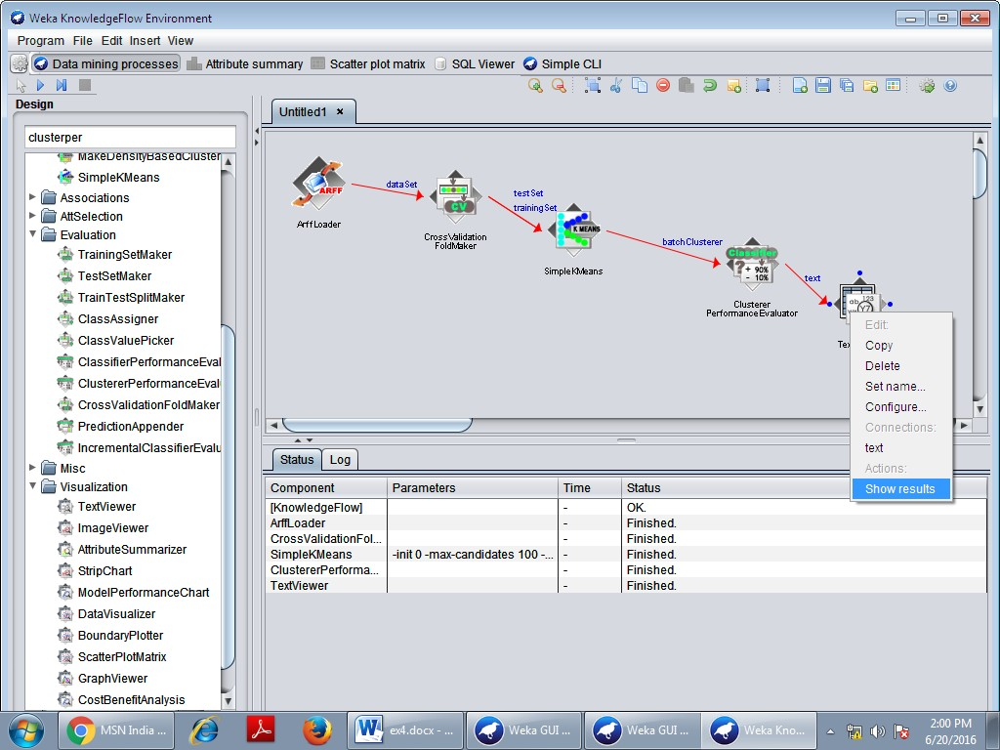 Weka KnowledgeFlow Environment
Program File Edit Insert View
Data mining processes Attribute summary Scatter plot matrix SQL Viewer Simple CLI
Design
clusterper
MakeDensityBasedCluster
SimpleKMeans
Associations
AttSelection
Evaluation
TrainingSetMaker
TestSetMaker
TrainTestSplitMaker
ClassAssigner
ClassValuePicker
ClassifierPerformanceEval
ClustererPerformanceEval
CrossValidationFoldMaker
PredictionAppender
IncrementalClassifierEvalu
Misc
Visualization
TextViewer
ImageViewer
AttributeSummarizer
StripChart
ModelPerformanceChart
DataVisualizer
BoundaryPlotter
ScatterPlotMatrix
GraphViewer
CostBenefitAnalysis
Untitled1
ARFF
ArffLoader
dataSet
CV
CrossValidation
FoldMaker
testSet
trainingSet
K MEANS
SimpleKMeans
batchClusterer
Classifier
+ 90%
- 10%
Clusterer
PerformanceEvaluator
text
ab 123
Y7
Tex
Edit:
Copy
Delete
Set name...
Configure...
Connections:
text
Actions:
Show results
Status Log
Component Parameters Time Status
[KnowledgeFlow] - OK.
ArffLoader - Finished.
CrossValidationFol... - Finished.
SimpleKMeans -init 0 -max-candidates 100 -... - Finished.
ClustererPerforma... - Finished.
TextViewer - Finished.
MSN India ...
ex4.docx - ...
Weka GUI ...
Weka GUI ...
Weka Kno...
2:00 PM
6/20/2016